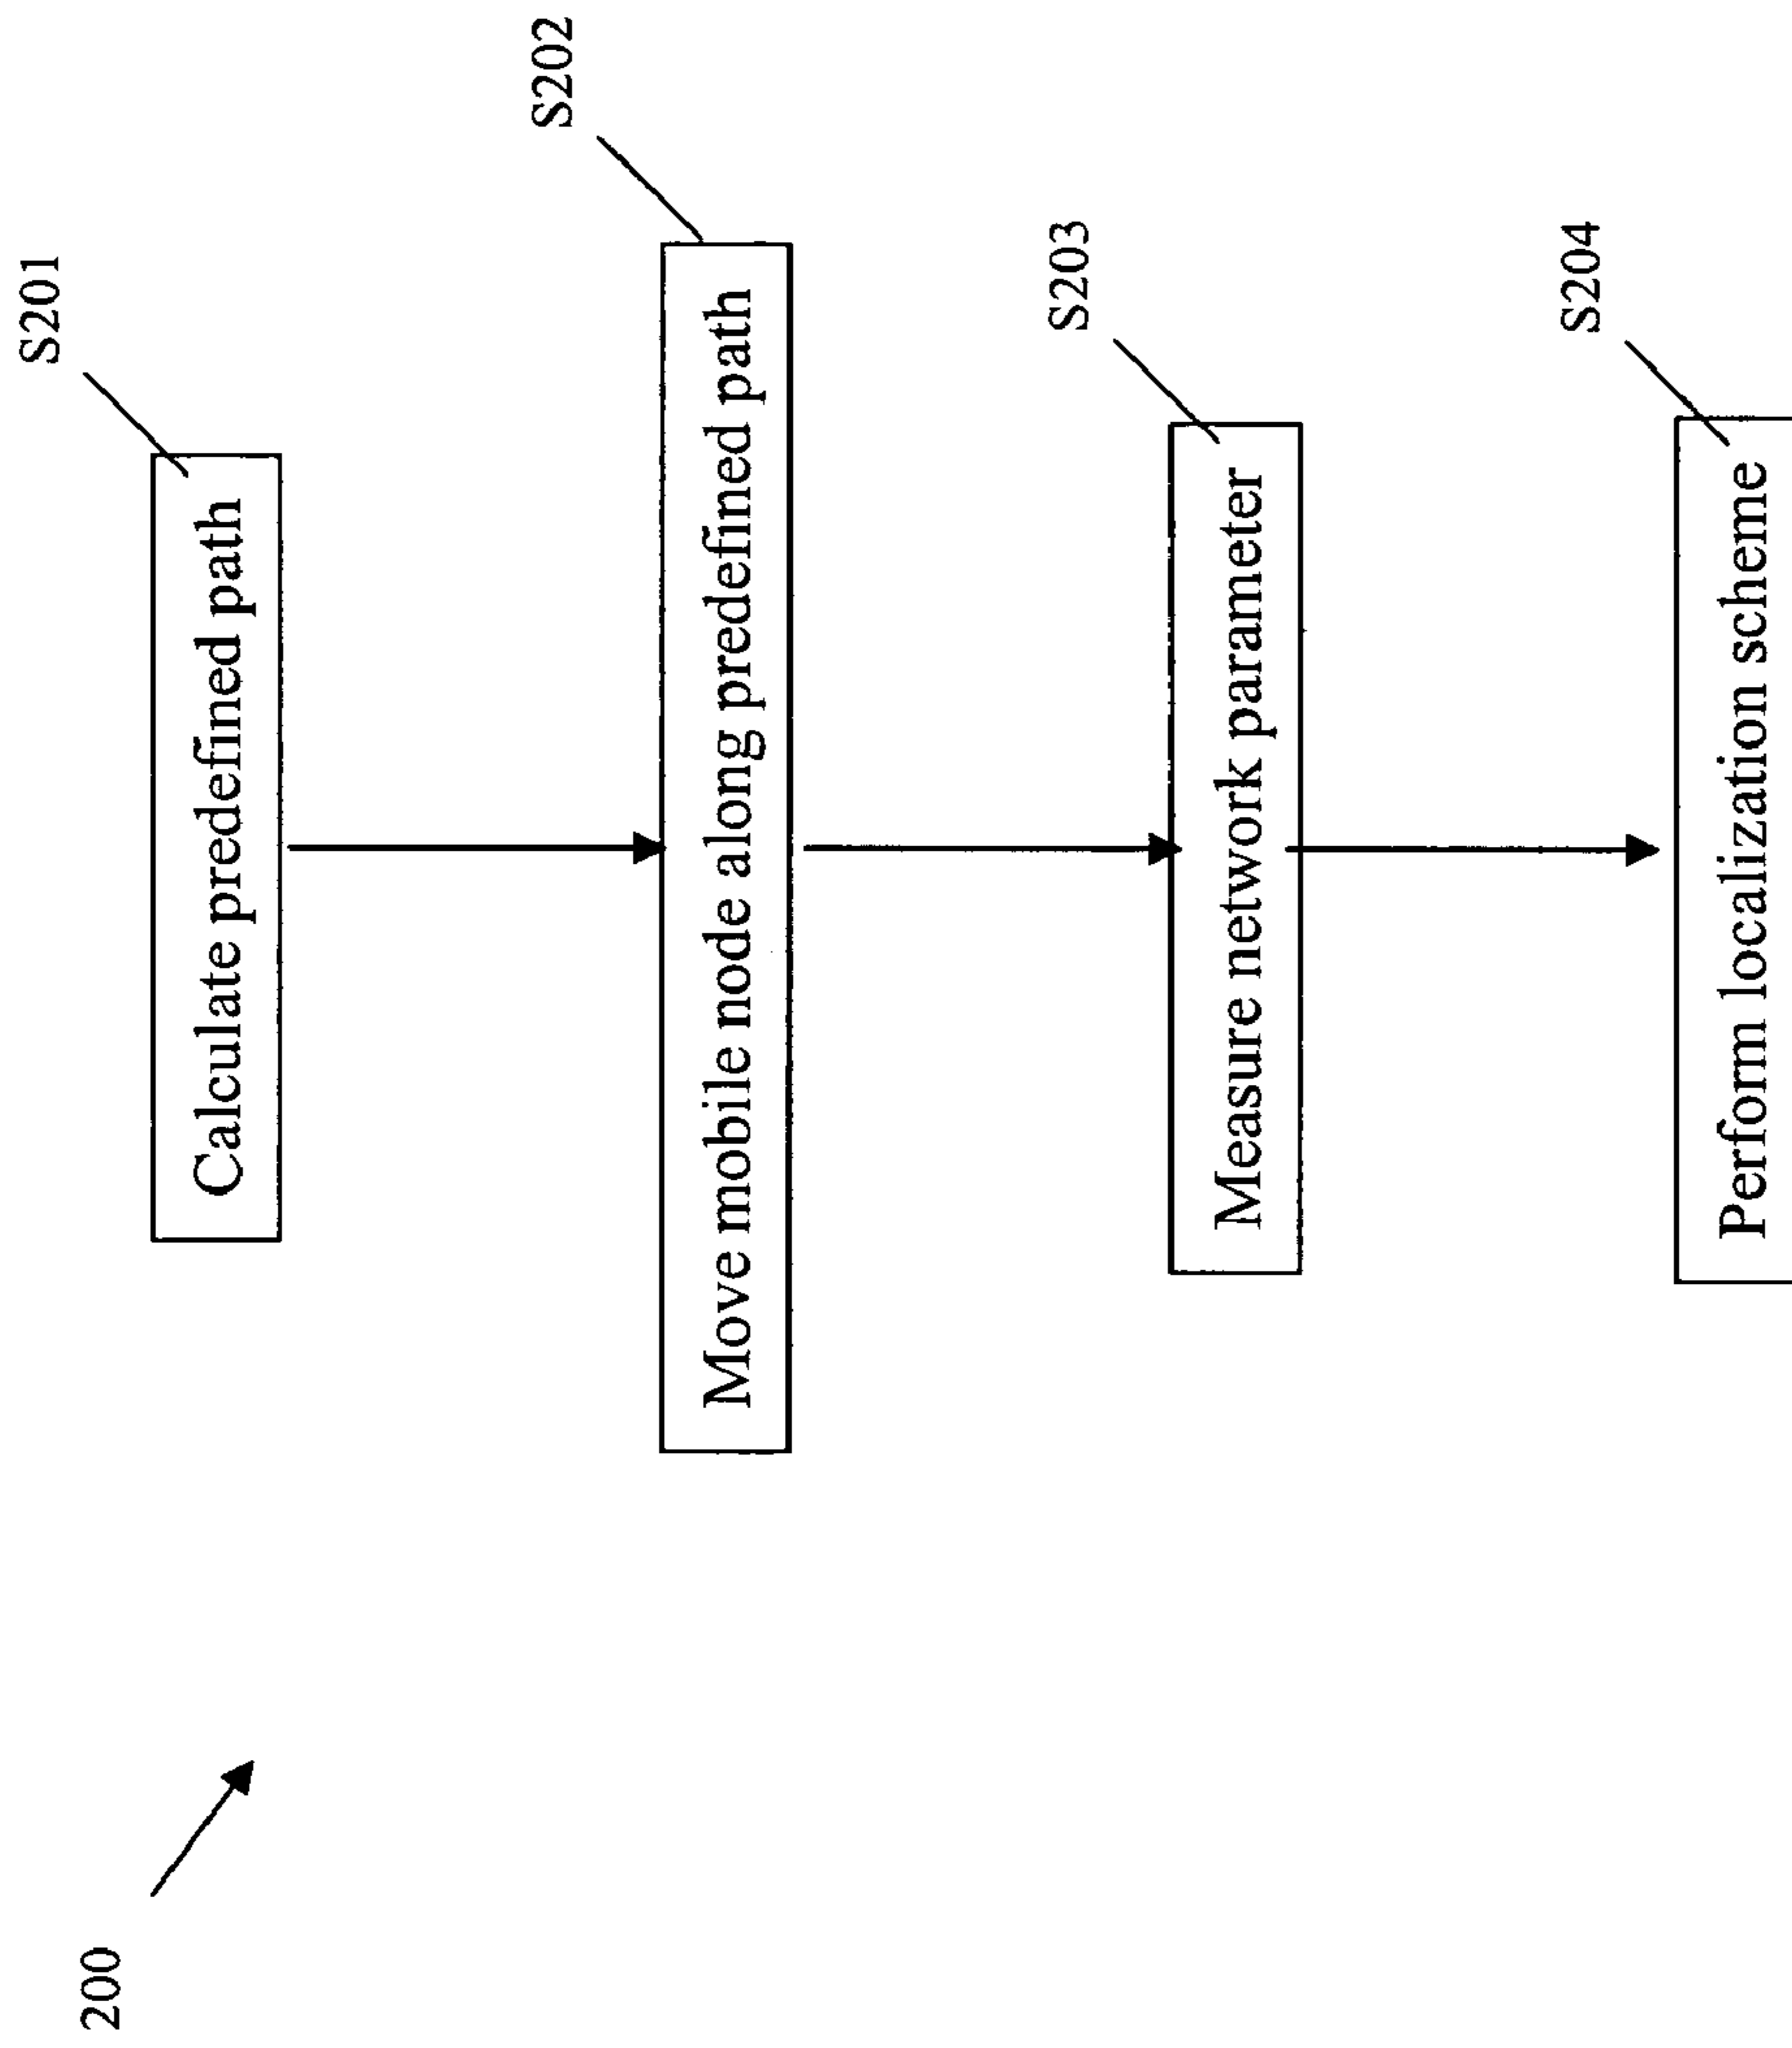 200
S201
Calculate predefined path
S202
Move mobile node along predefined path
S203
Measure network parameter
S204
Perform localization scheme